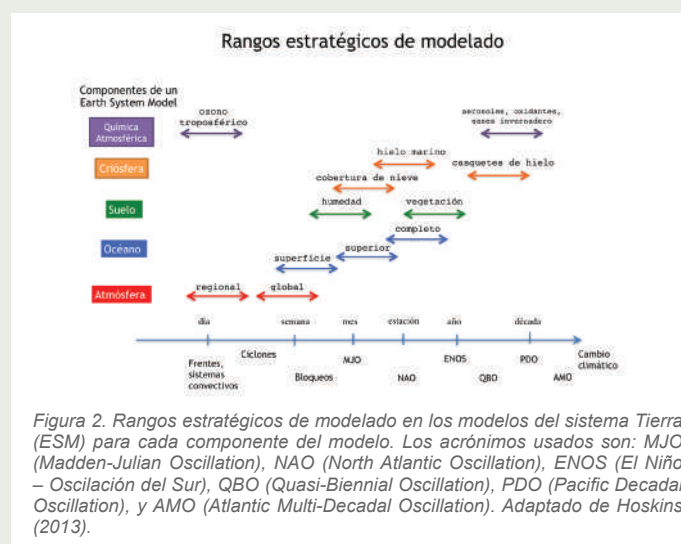 Rangos estratégicos de modelado
Componentes de un
Earth System Model
Química
Atmosférica
ozono
troposférico
aerosoles, oxidantes,
gases invernadero
Criósfera
hielo marino
casquetes de hielo
cobertura de nieve
Suelo
humedad
vegetación
Océano
completo
superior
superficie
Atmósfera
regional
global
día
semana
mes
estación
año
década
Frentes,
sistemas
convectivos
Ciclones
Bloqueos
MJO
NAO
ENOS
QBO
PDO
AMO
Cambio
climático
Figura 2. Rangos estratégicos de modelado en los modelos del sistema Tierra
(ESM) para cada componente del modelo. Los acrónimos usados son: MJO
(Madden-Julian Oscillation), NAO (North Atlantic Oscillation), ENOS (El Niño
– Oscilación del Sur), QBO (Quasi-Biennial Oscillation), PDO (Pacific Decadal
Oscillation), y AMO (Atlantic Multi-Decadal Oscillation). Adaptado de Hoskins
(2013).